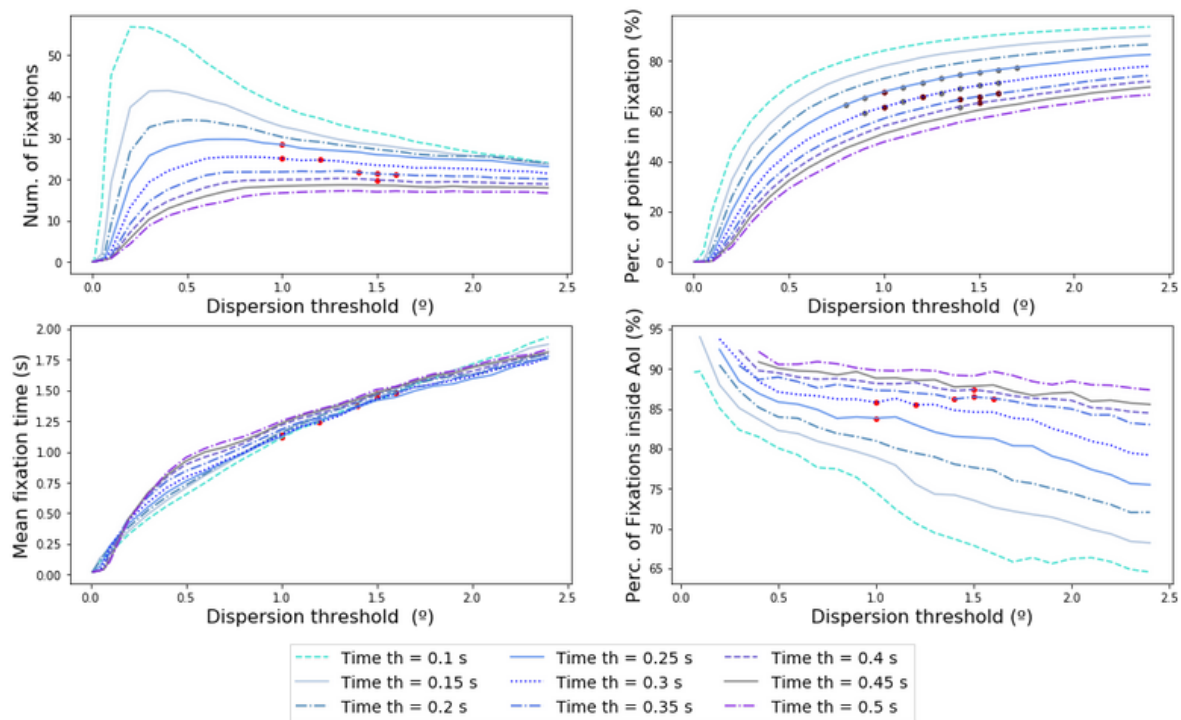 Num. of Fixations
50
40
30
20
10
0
0.0 0.5 1.0 1.5 2.0 2.5
Dispersion threshold (º)
Perc. of points in Fixation (%)
80
60
40
20
0
0.0 0.5 1.0 1.5 2.0 2.5
Dispersion threshold (º)
Mean fixation time (s)
2.00
1.75
1.50
1.25
1.00
0.75
0.50
0.25
0.00
0.0 0.5 1.0 1.5 2.0 2.5
Dispersion threshold (º)
Perc. of Fixations inside AoI (%)
95
90
85
80
75
70
65
0.0 0.5 1.0 1.5 2.0 2.5
Dispersion threshold (º)
Time th = 0.1 s Time th = 0.25 s Time th = 0.4 s
Time th = 0.15 s Time th = 0.3 s Time th = 0.45 s
Time th = 0.2 s Time th = 0.35 s Time th = 0.5 s